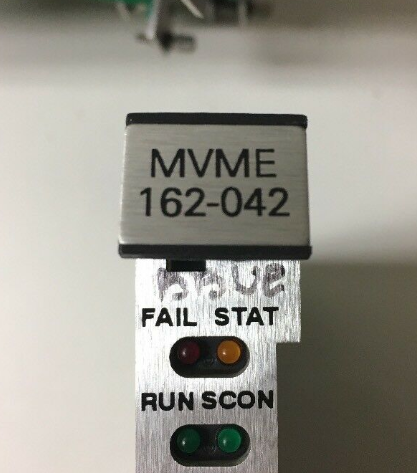 MVME
162-042
FAIL STAT
RUN SCON